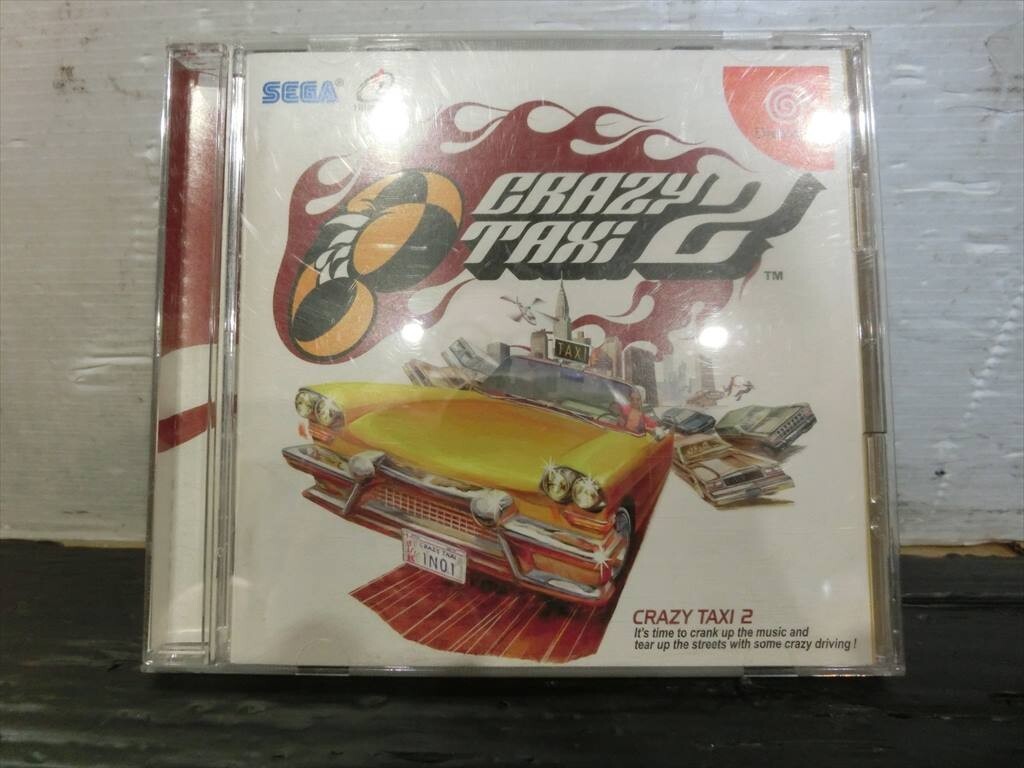 SEGA®
CRAZY
TAXi 2
TM
TAXI
CRAZY TAXI
1NO1
CRAZY TAXI 2
It's time to crank up the music and
tear up the streets with some crazy driving !